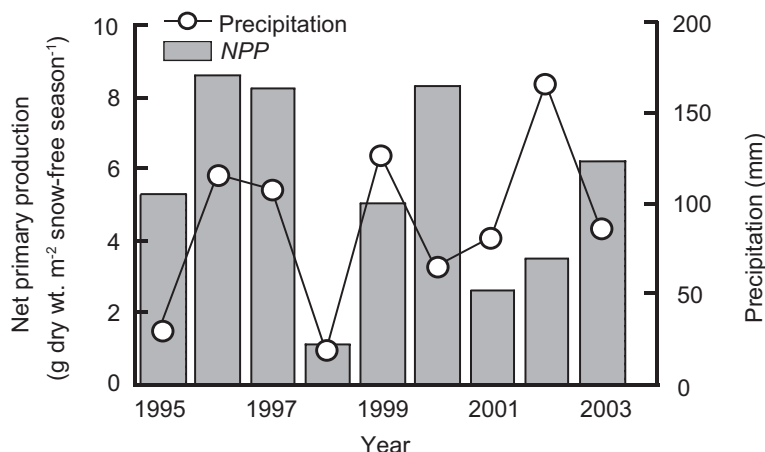 Precipitation
NPP
Net primary production
(g dry wt. m⁻² snow-free season⁻¹)
10
8
6
4
2
0
200
150
100
50
0
Precipitation (mm)
1995
1997
1999
2001
2003
Year